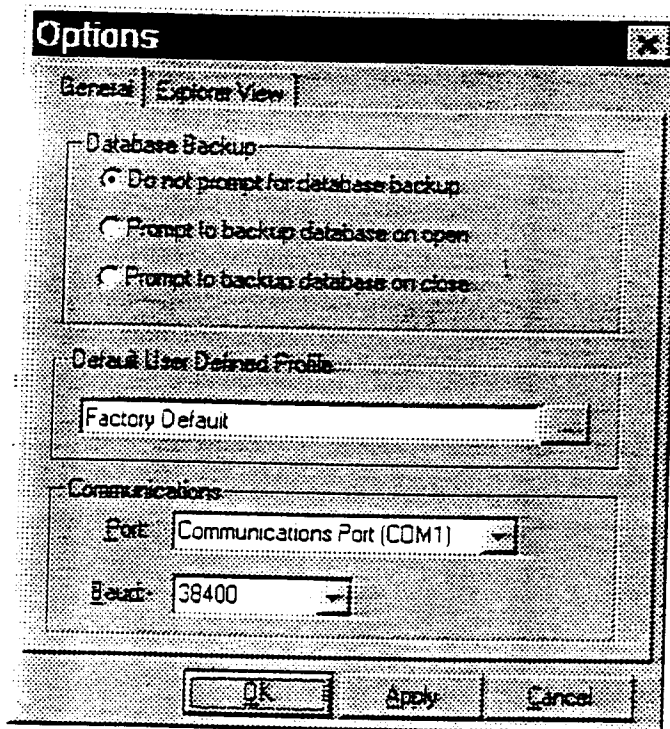 Options
General Explorer View
Database Backup
Do not prompt for database backup
Prompt to backup database on open
Prompt to backup database on close
Default User Defined Profile
Factory Default
...
Communications
Port: Communications Port (COM1)
Baud: 38400
OK Apply Cancel